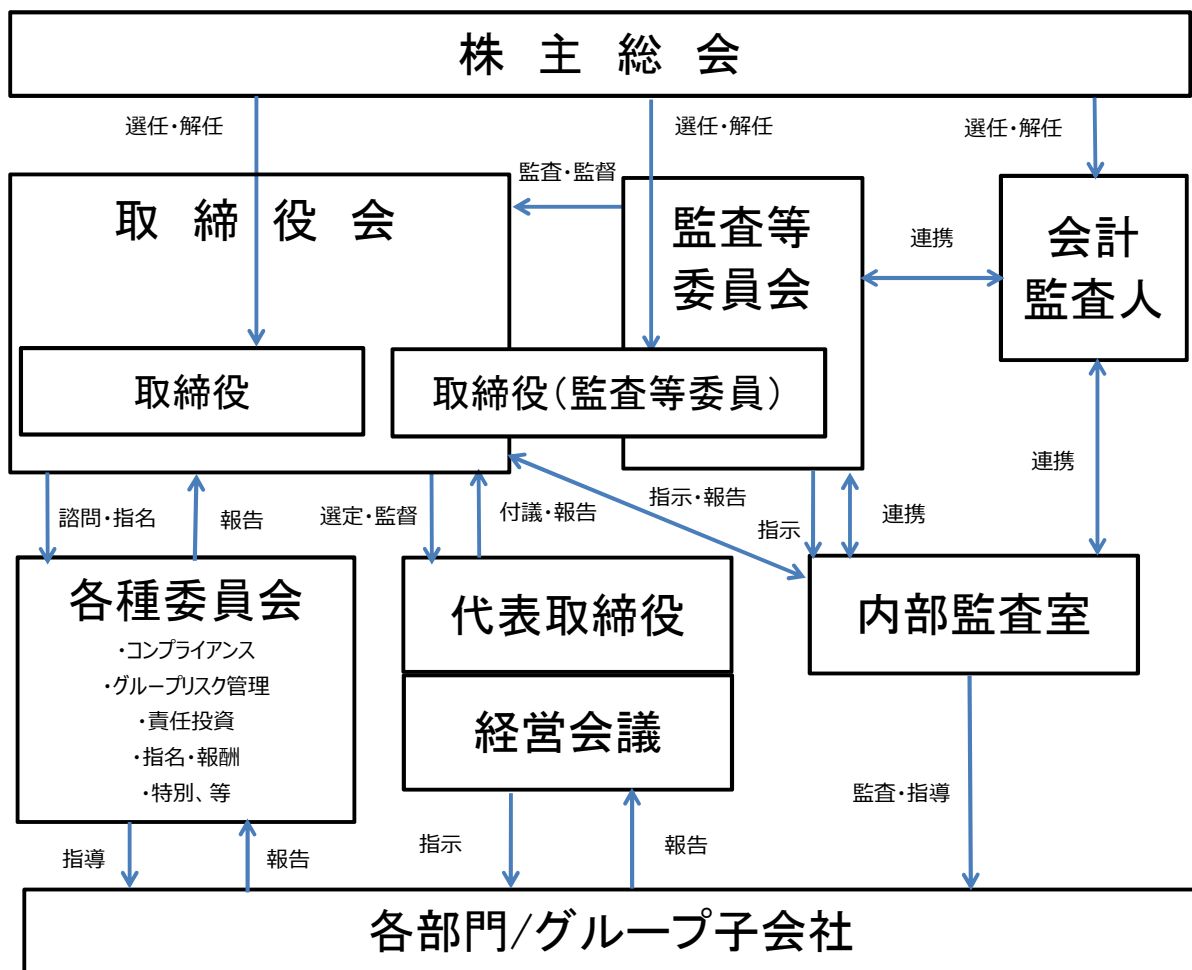 株 主 総 会
選任・解任
選任・解任
選任・解任
監査・監督
取 締 役 会
監査等
委員会
連携
会計
監査人
取締役
取締役(監査等委員)
諮問・指名
報告
選定・監督
付議・報告
指示・報告
指示
連携
連携
各種委員会
・コンプライアンス
・グループリスク管理
・責任投資
・指名・報酬
・特別、等
代表取締役
経営会議
内部監査室
指導
報告
指示
報告
監査・指導
各部門/グループ子会社